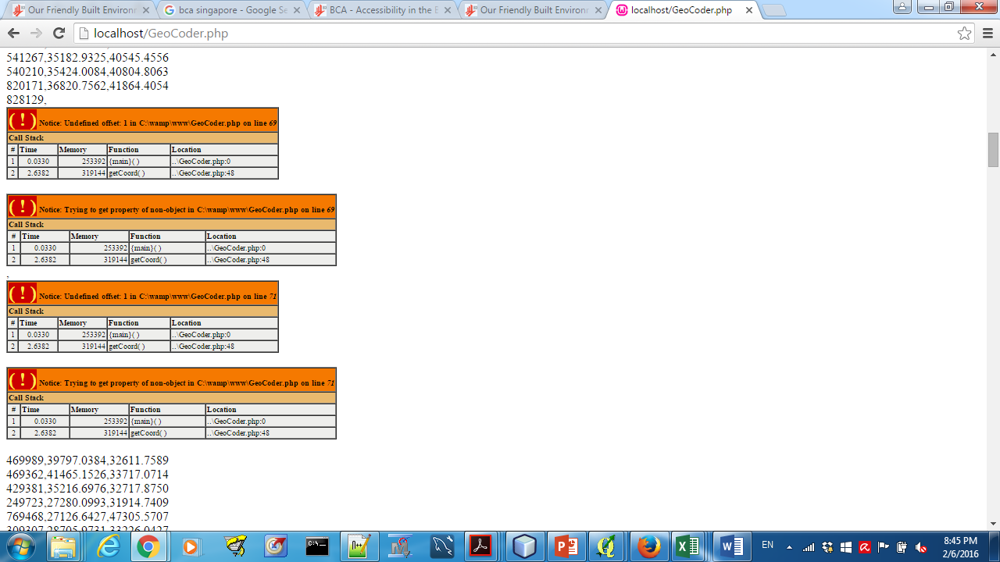 Our Friendly Built Environr
bca singapore - Google Se
BCA - Accessibility in the E
Our Friendly Built Environr
localhost/GeoCoder.php
localhost/GeoCoder.php
541267,35182.9325,40545.4556
540210,35424.0084,40804.8063
820171,36820.7562,41864.4054
828129,
( ! ) Notice: Undefined offset: 1 in C:\wamp\www\GeoCoder.php on line 69
Call Stack
# Time Memory Function Location
1 0.0330 253392 {main}( ) ..\GeoCoder.php:0
2 2.6382 319144 getCoord( ) ..\GeoCoder.php:48
( ! ) Notice: Trying to get property of non-object in C:\wamp\www\GeoCoder.php on line 69
Call Stack
# Time Memory Function Location
1 0.0330 253392 {main}( ) ..\GeoCoder.php:0
2 2.6382 319144 getCoord( ) ..\GeoCoder.php:48
,
( ! ) Notice: Undefined offset: 1 in C:\wamp\www\GeoCoder.php on line 71
Call Stack
# Time Memory Function Location
1 0.0330 253392 {main}( ) ..\GeoCoder.php:0
2 2.6382 319144 getCoord( ) ..\GeoCoder.php:48
( ! ) Notice: Trying to get property of non-object in C:\wamp\www\GeoCoder.php on line 71
Call Stack
# Time Memory Function Location
1 0.0330 253392 {main}( ) ..\GeoCoder.php:0
2 2.6382 319144 getCoord( ) ..\GeoCoder.php:48
469989,39797.0384,32611.7589
469362,41465.1526,33717.0714
429381,35216.6976,32717.8750
249723,27280.0993,31914.7409
769468,27126.6427,47305.5707
309307,28705.9731,33226.0427
EN
8:45 PM
2/6/2016